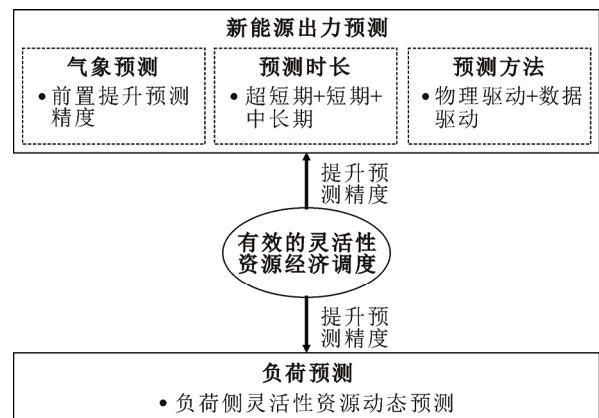 新能源出力预测
气象预测
• 前置提升预测
精度
预测时长
• 超短期+短期+
中长期
预测方法
• 物理驱动+数据
驱动
提升预
测精度
有效的灵活性
资源经济调度
提升预
测精度
负荷预测
• 负荷侧灵活性资源动态预测